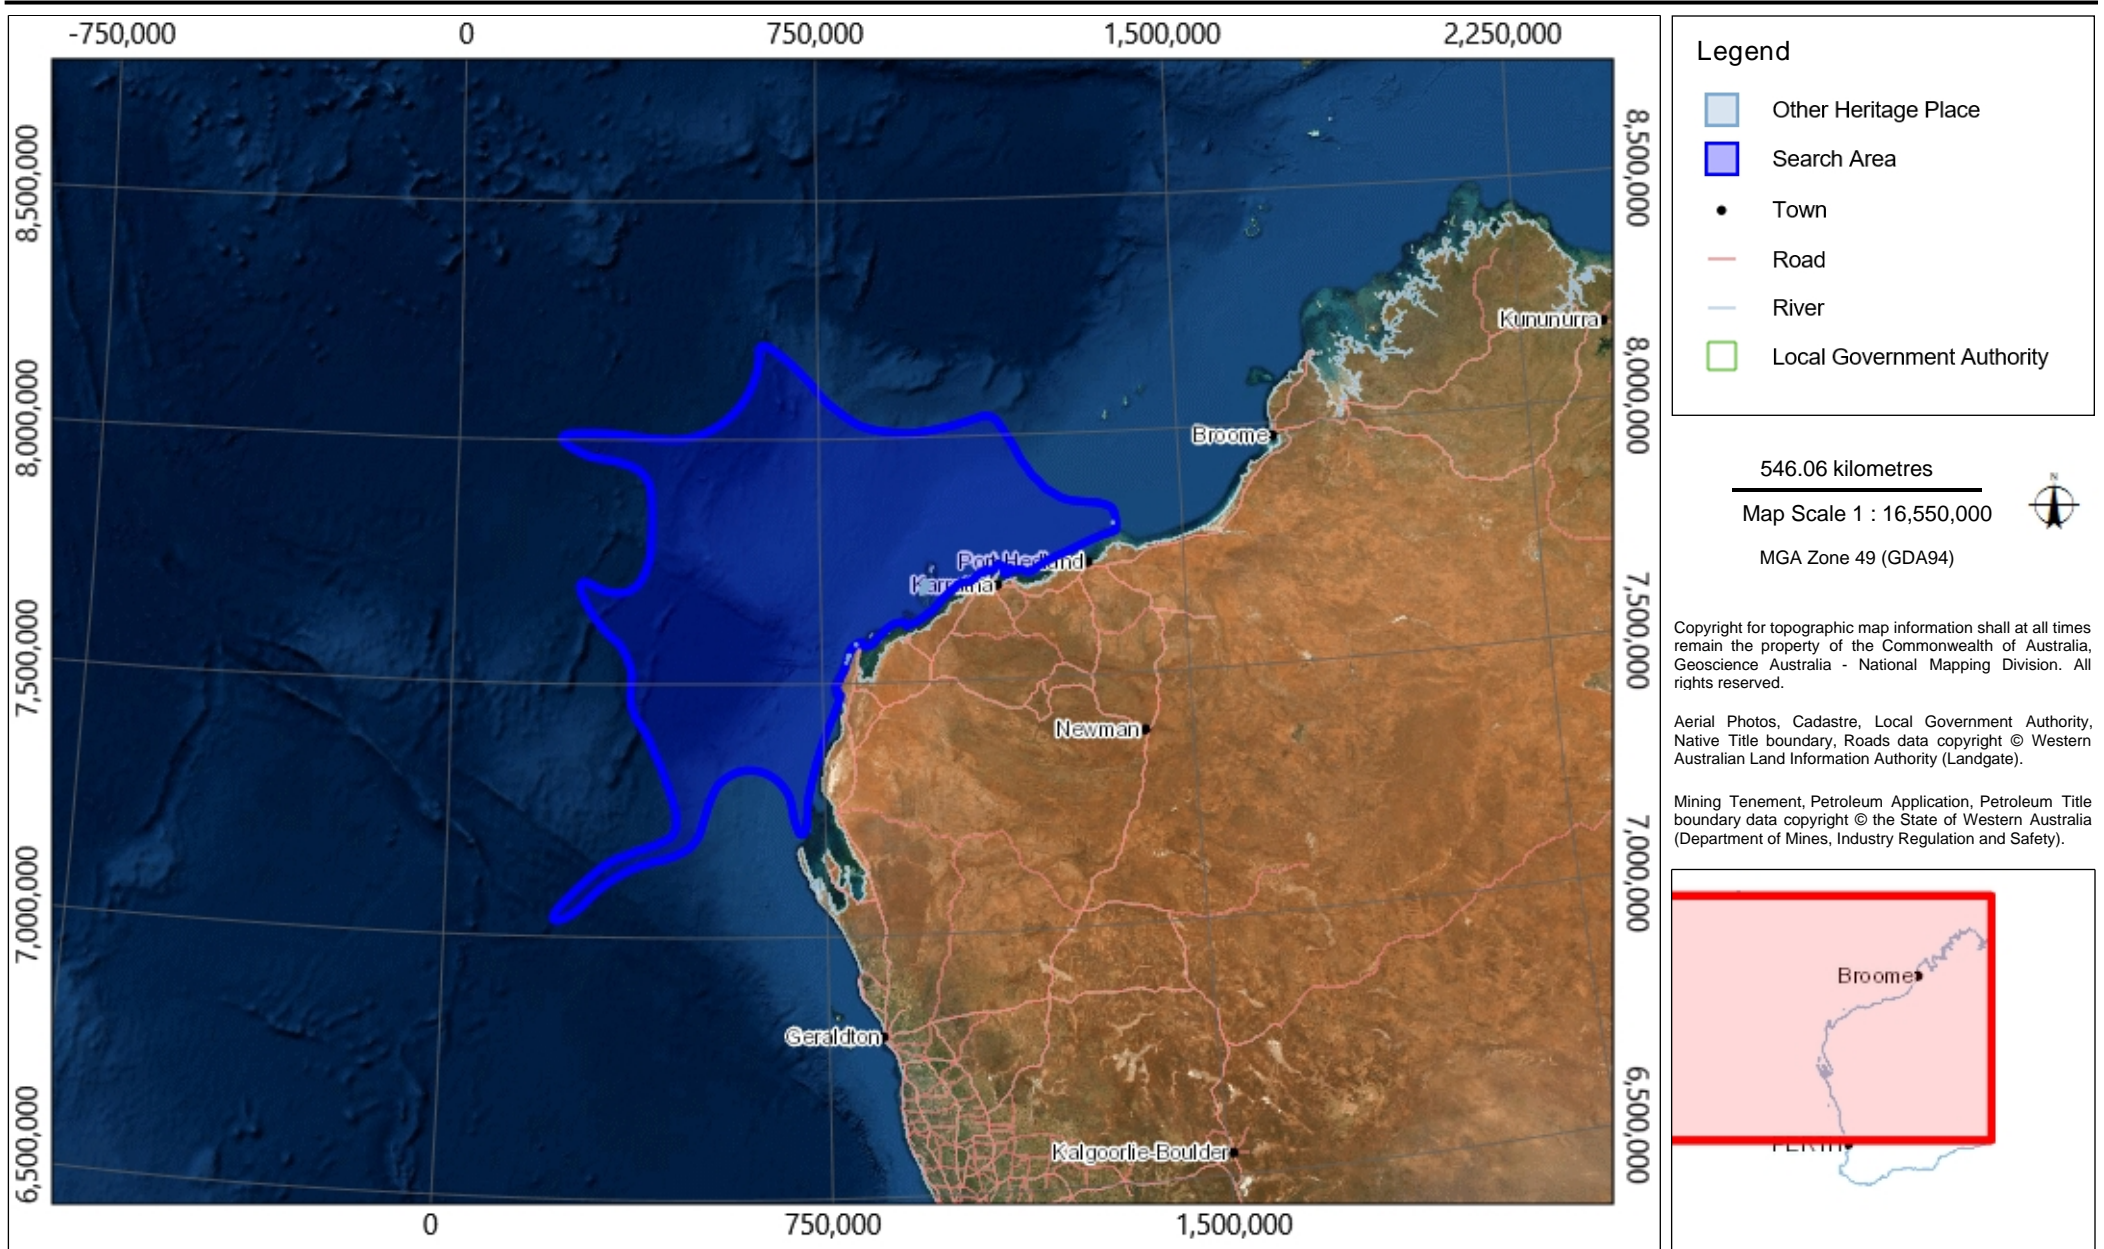 -750,000 0 750,000 1,500,000 2,250,000
8,500,000
8,000,000
7,500,000
7,000,000
6,500,000
8,500,000
8,000,000
7,500,000
7,000,000
6,500,000
Kununurra
Broome
Port Hedland
Karratha
Newman
Geraldton
Kalgoorlie-Boulder
0 750,000 1,500,000
Legend
Other Heritage Place
Search Area
Town
Road
River
Local Government Authority
546.06 kilometres
Map Scale 1 : 16,550,000
MGA Zone 49 (GDA94)
N
Copyright for topographic map information shall at all times
remain the property of the Commonwealth of Australia,
Geoscience Australia - National Mapping Division. All
rights reserved.
Aerial Photos, Cadastre, Local Government Authority,
Native Title boundary, Roads data copyright © Western
Australian Land Information Authority (Landgate).
Mining Tenement, Petroleum Application, Petroleum Title
boundary data copyright © the State of Western Australia
(Department of Mines, Industry Regulation and Safety).
Broome
PERTH